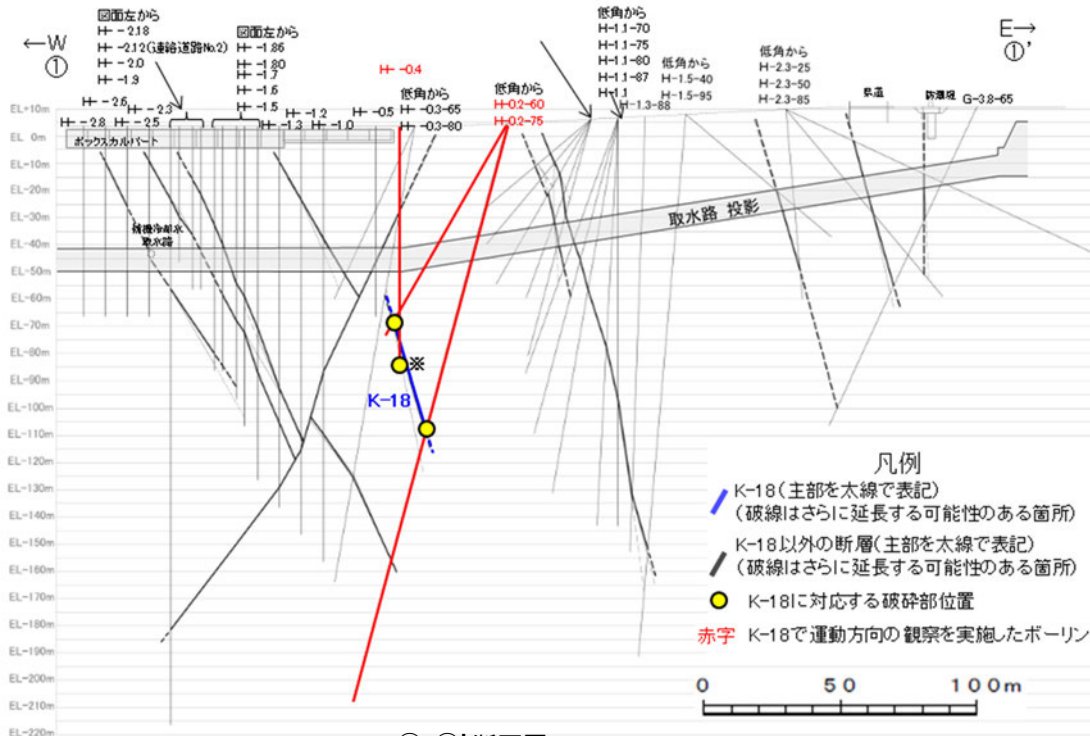 ←W
①
図面左から
H- -2.18
H- -2.12(連絡道路No.2)
H- -2.0
H- -1.9
図面左から
H- -1.86
H- -1.80
H- -1.7
H- -1.6
H- -1.5
H- -0.4
低角から
H--0.3-65
H--0.3-80
低角から
H-0.2-60
H-0.2-75
低角から
H-1.1-70
H-1.1-75
H-1.1-80
H-1.1-87
H-1.1
H-1.3-88
低角から
H-1.5-40
H-1.5-95
低角から
H-2.3-25
H-2.3-50
H-2.3-85
県道
防潮堤
G-3.8-65
E→
①'
H- -2.8
H- -2.6
H- -2.5
H- -2.3
H- -1.3
H- -1.2
H- -1.0
H- -0.5
ボックスカルバート
補機冷却水
取水路
取水路 投影
K-18
※
EL+10m
EL 0m
EL-10m
EL-20m
EL-30m
EL-40m
EL-50m
EL-60m
EL-70m
EL-80m
EL-90m
EL-100m
EL-110m
EL-120m
EL-130m
EL-140m
EL-150m
EL-160m
EL-170m
EL-180m
EL-190m
EL-200m
EL-210m
EL-220m
凡例
K-18(主部を太線で表記)
(破線はさらに延長する可能性のある箇所)
K-18以外の断層(主部を太線で表記)
(破線はさらに延長する可能性のある箇所)
K-18に対応する破砕部位置
赤字 K-18で運動方向の観察を実施したボーリン
0 50 100m